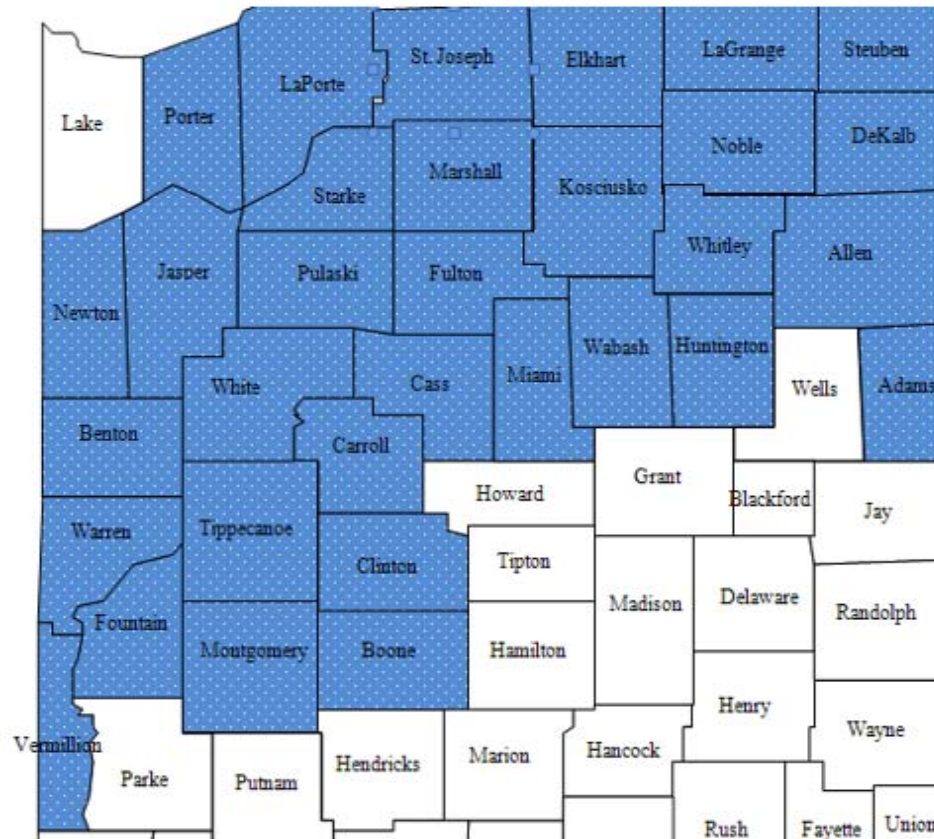 St. Joseph
Elkhart
LaGrange
Steuben
LaPorte
Lake
Porter
Noble
DeKalb
Marshall
Starke
Kosciusko
Whitley
Allen
Jasper
Pulaski
Fulton
Newton
Wabash
Huntington
Miami
White
Cass
Wells
Adams
Benton
Carroll
Howard
Grant
Blackford
Jay
Warren
Tippecanoe
Clinton
Tipton
Madison
Delaware
Randolph
Fountain
Montgomery
Boone
Hamilton
Henry
Wayne
Vermillion
Parke
Putnam
Hendricks
Marion
Hancock
Rush
Fayette
Union